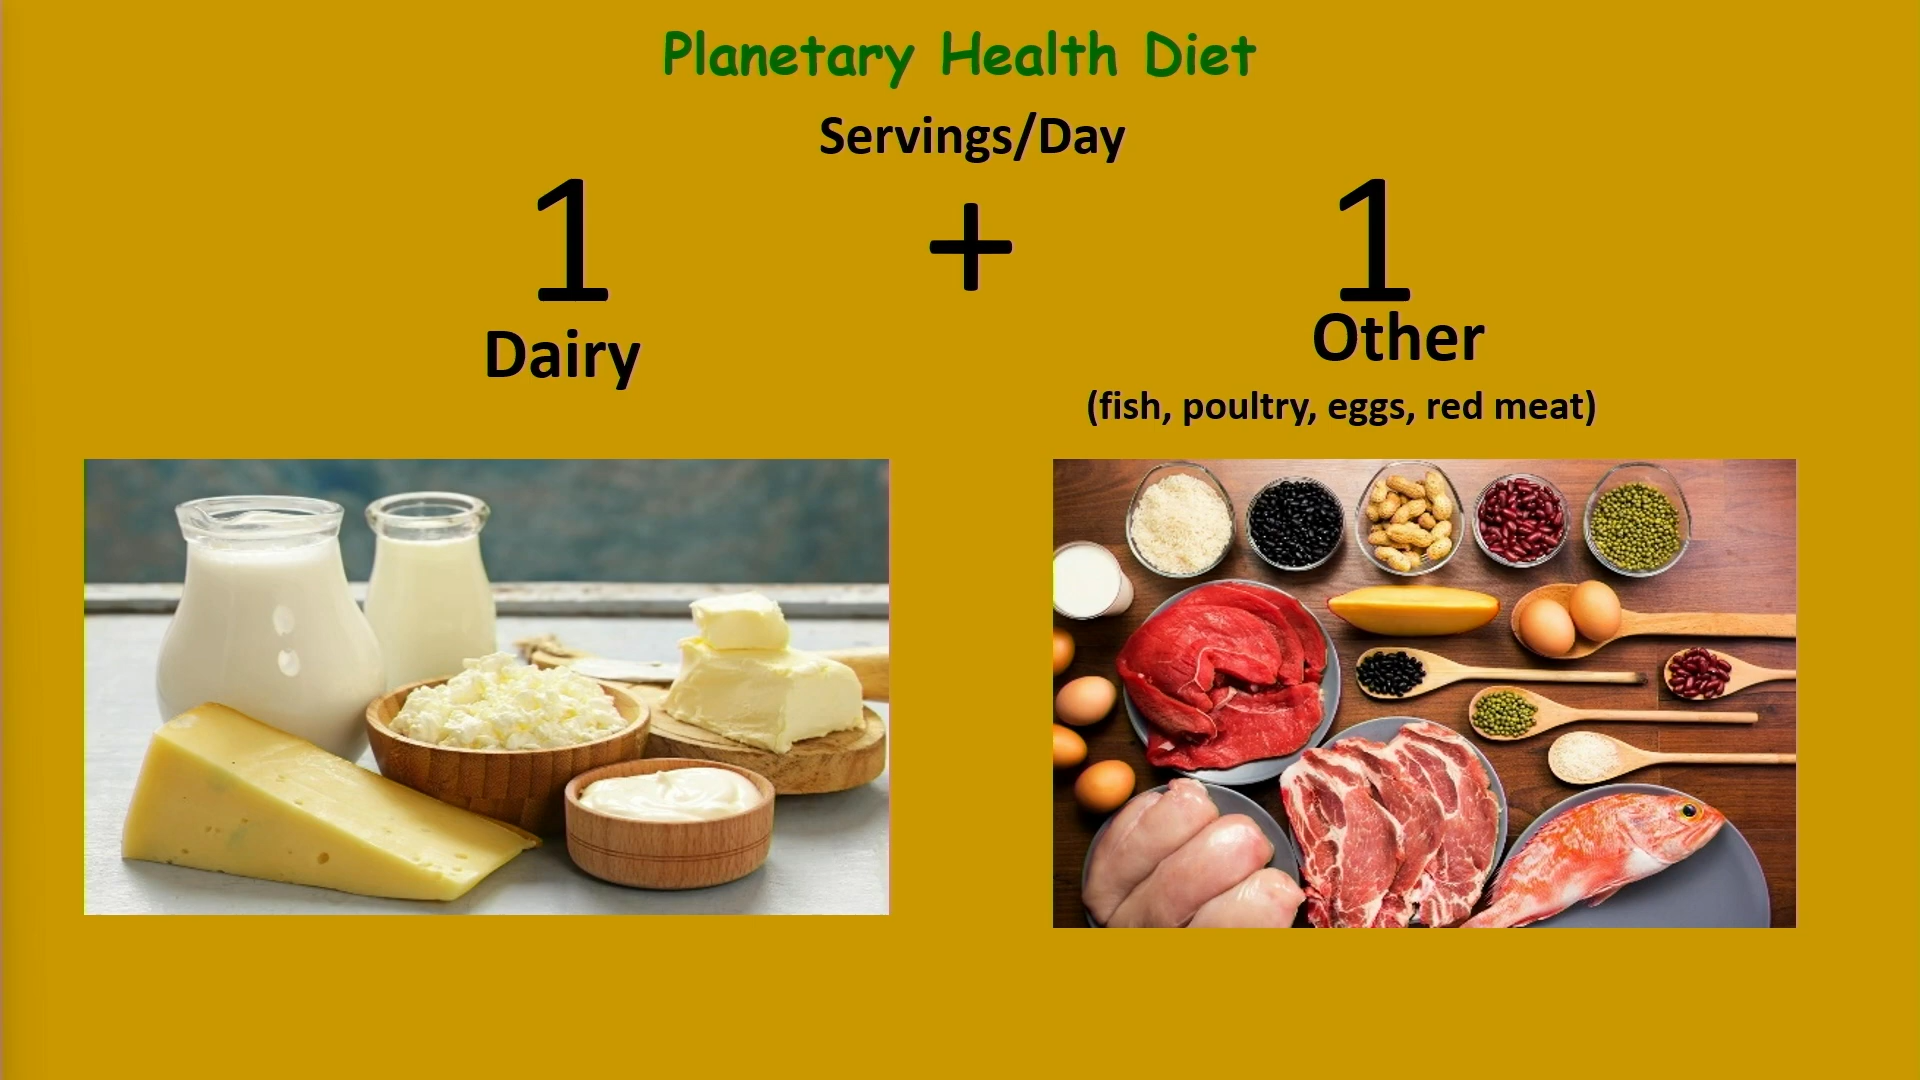 Planetary Health Diet
Servings/Day
1 + 1
Dairy
Other
(fish, poultry, eggs, red meat)